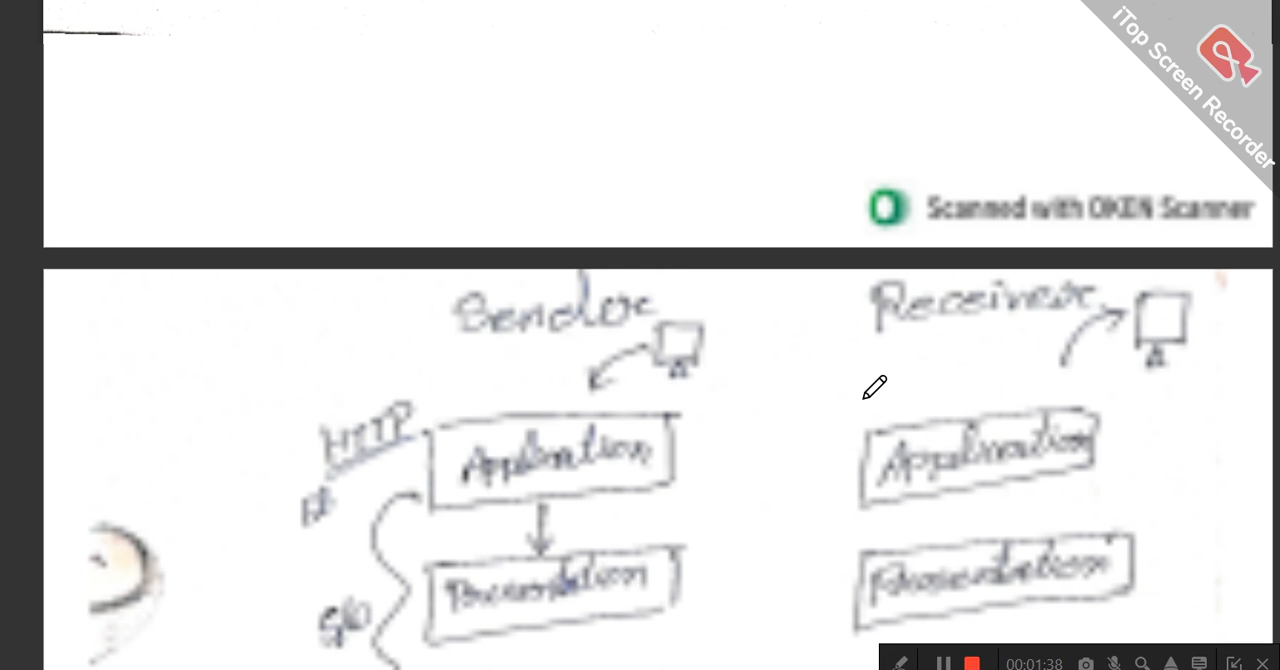 iTop Screen Recorder
Scanned with OKEN Scanner
Sender
Receiver
HTTP
Application
Application
Presentation
Presentation
00:01:38